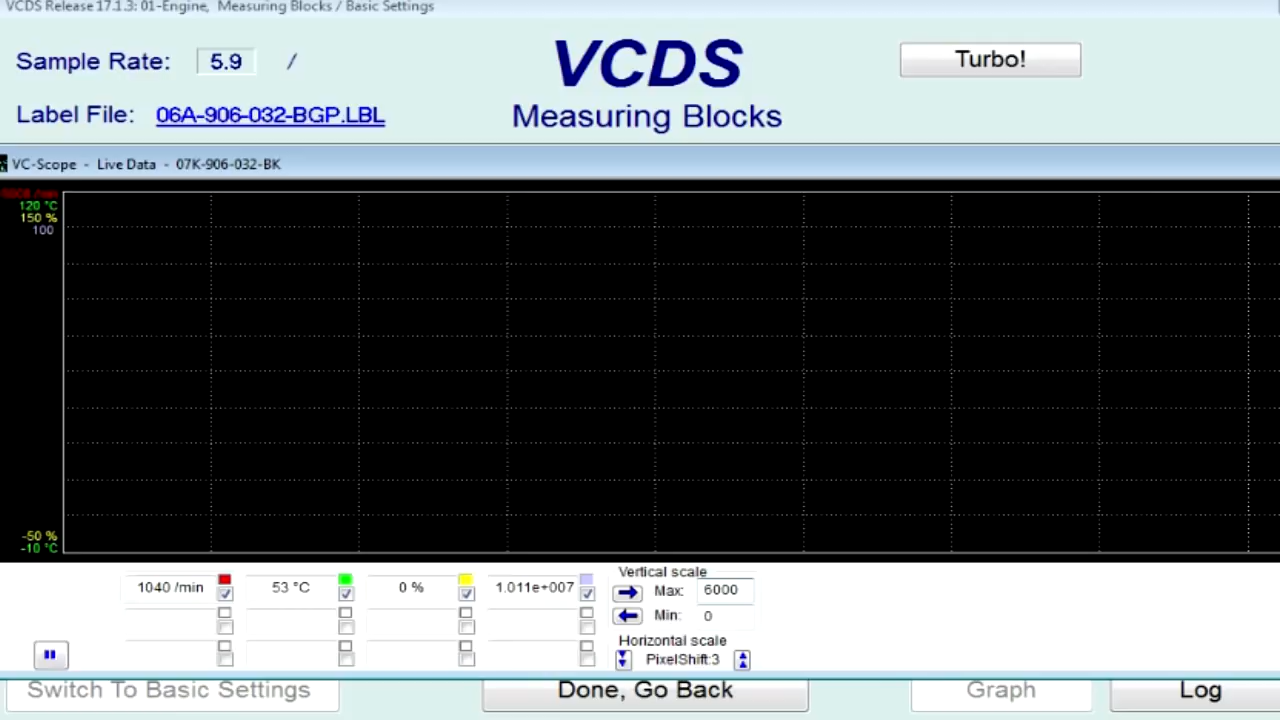 VCDS Release 17.1.3: 01-Engine,  Measuring Blocks / Basic Settings
Sample Rate: 5.9 /
VCDS
Turbo!
Label File: 06A-906-032-BGP.LBL
Measuring Blocks
VC-Scope - Live Data - 07K-906-032-BK
120 °C
150 %
100
-50 %
-10 °C
1040 /min
53 °C
0 %
1.011e+007
Vertical scale
Max: 6000
Min: 0
Horizontal scale
PixelShift:3
Switch To Basic Settings
Done, Go Back
Graph
Log